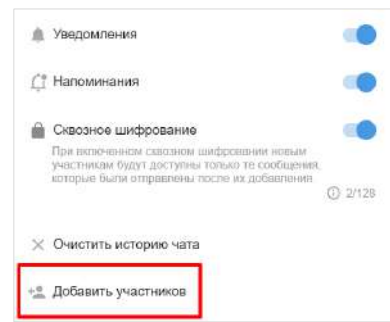 Уведомления
Напоминания
Сквозное шифрование
При включенном сквозном шифровании новым
участникам будут доступны только те сообщения,
которые были отправлены после их добавления
2/128
Очистить историю чата
Добавить участников